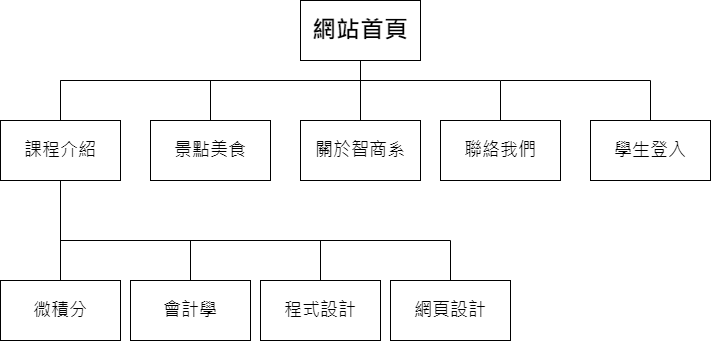 網站首頁
課程介紹
景點美食
關於智商系
聯絡我們
學生登入
微積分
會計學
程式設計
網頁設計